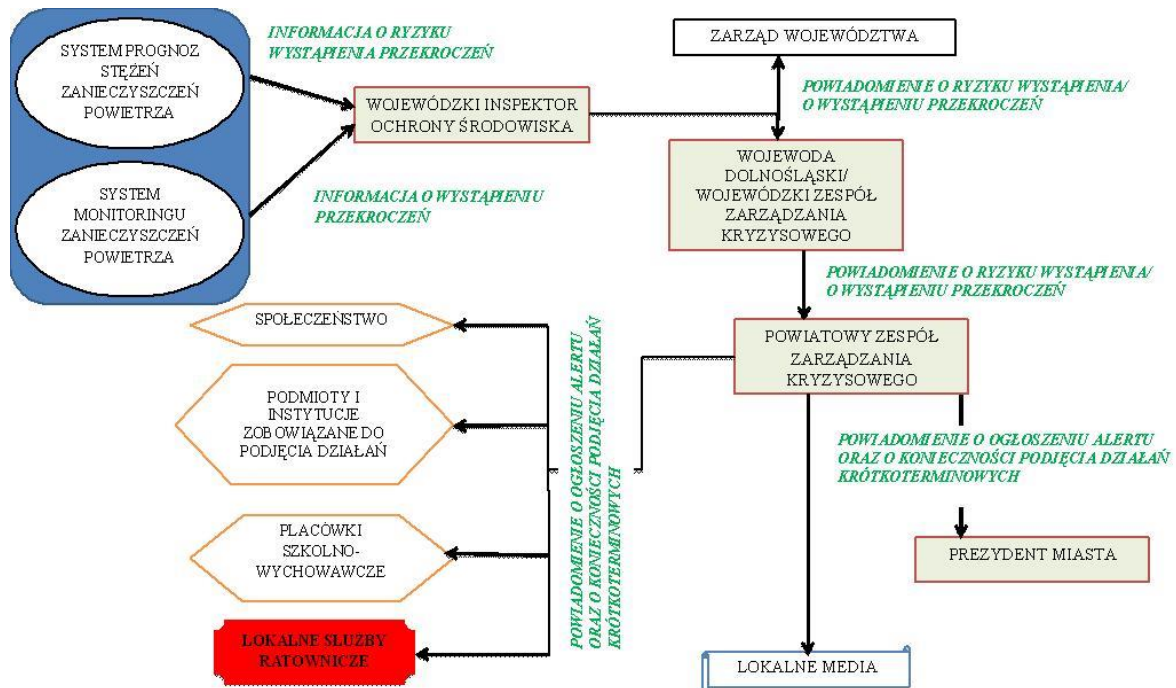 SYSTEM PROGNOZ
STĘŻEŃ
ZANIECZYSZCZEŃ
POWIETRZA
INFORMACJA O RYZYKU
WYSTĄPIENIA PRZEKROCZEŃ
ZARZĄD WOJEWÓDZTWA
WOJEWÓDZKI INSPEKTOR
OCHRONY ŚRODOWISKA
POWIADOMIENIE O RYZYKU WYSTĄPIENIA/
O WYSTĄPIENIU PRZEKROCZEŃ
SYSTEM
MONITORINGU
ZANIECZYSZCZEŃ
POWIETRZA
INFORMACJA O WYSTĄPIENIU
PRZEKROCZEŃ
WOJEWODA
DOLNOŚLĄSKI/
WOJEWÓDZKI ZESPÓŁ
ZARZĄDZANIA
KRYZYSOWEGO
POWIADOMIENIE O RYZYKU WYSTĄPIENIA/
O WYSTĄPIENIU PRZEKROCZEŃ
SPOŁECZEŃSTWO
POWIATOWY ZESPÓŁ
ZARZĄDZANIA
KRYZYSOWEGO
PODMIOTY I
INSTYTUCJE
ZOBOWIĄZANE DO
PODJĘCIA DZIAŁAŃ
POWIADOMIENIE O OGŁOSZENIU ALERTU
ORAZ O KONIECZNOŚCI PODJĘCIA DZIAŁAŃ
KRÓTKOTERMINOWYCH
POWIADOMIENIE O OGŁOSZENIU ALERTU
ORAZ O KONIECZNOŚCI PODJĘCIA DZIAŁAŃ
KRÓTKOTERMINOWYCH
PLACÓWKI
SZKOLNO-
WYCHOWAWCZE
PREZYDENT MIASTA
LOKALNE SŁUŻBY
RATOWNICZE
LOKALNE MEDIA